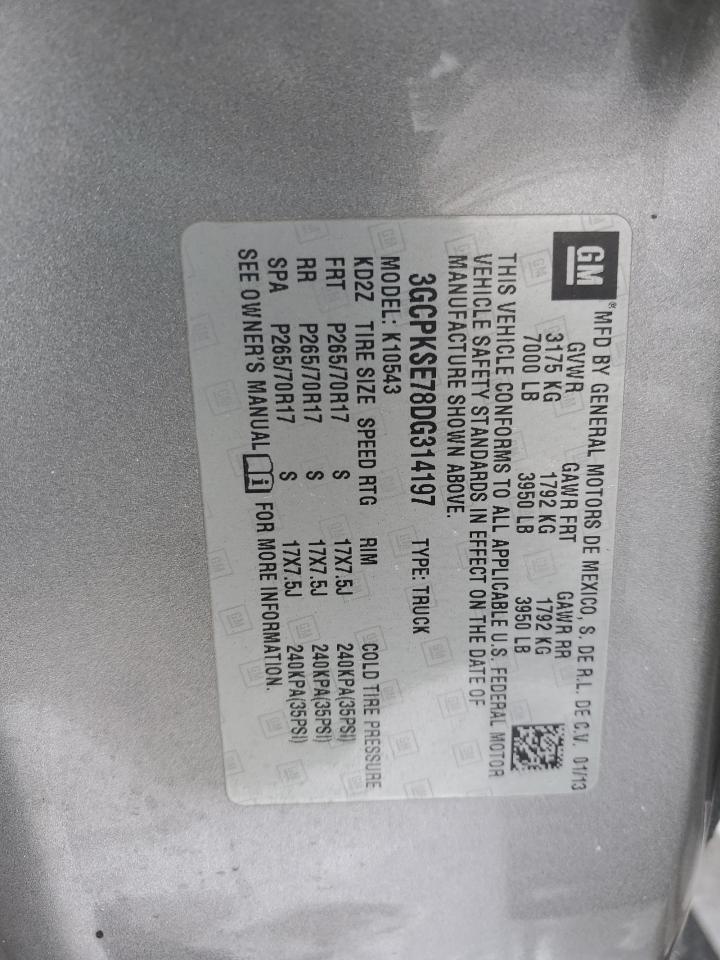 GM
® MFD BY GENERAL MOTORS DE MEXICO, S. DE R.L. DE C.V. 01/13
GVWR GAWR FRT GAWR RR
3175 KG 1792 KG 1792 KG
7000 LB 3950 LB 3950 LB
THIS VEHICLE CONFORMS TO ALL APPLICABLE U.S. FEDERAL MOTOR
VEHICLE SAFETY STANDARDS IN EFFECT ON THE DATE OF
MANUFACTURE SHOWN ABOVE.
3GCPKSE78DG314197 TYPE: TRUCK
MODEL: K10543
KD2Z TIRE SIZE SPEED RTG RIM COLD TIRE PRESSURE
FRT P265/70R17 S 17X7.5J 240KPA(35PSI)
RR P265/70R17 S 17X7.5J 240KPA(35PSI)
SPA P265/70R17 S 17X7.5J 240KPA(35PSI)
SEE OWNER'S MANUAL i FOR MORE INFORMATION.